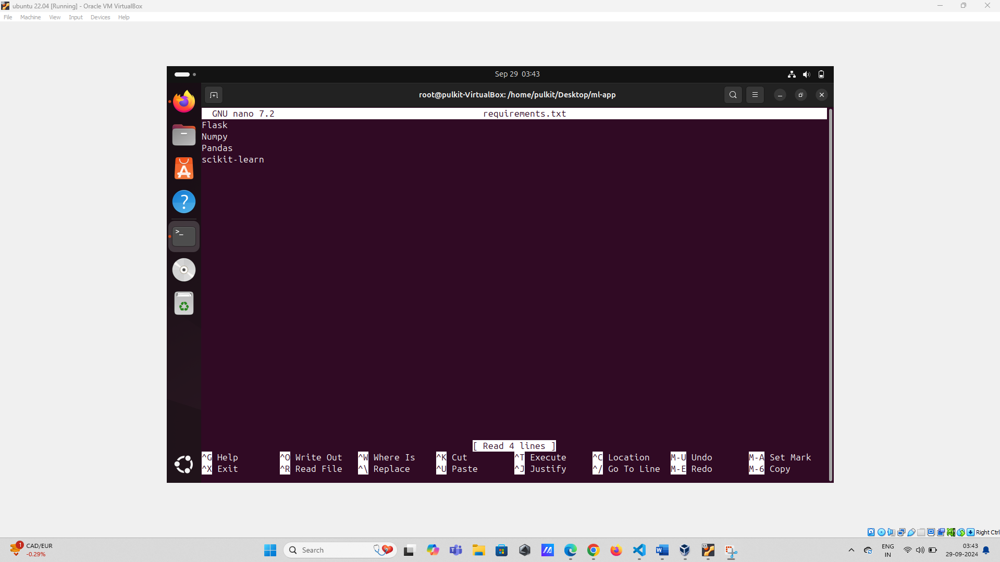 ubuntu 22.04 [Running] - Oracle VM VirtualBox
File Machine View Input Devices Help
Sep 29 03:43
root@pulkit-VirtualBox: /home/pulkit/Desktop/ml-app
GNU nano 7.2 requirements.txt
Flask
Numpy
Pandas
scikit-learn
[ Read 4 lines ]
^G Help ^O Write Out ^W Where Is ^K Cut ^T Execute ^C Location M-U Undo M-A Set Mark
^X Exit ^R Read File ^\ Replace ^U Paste ^J Justify ^/ Go To Line M-E Redo M-6 Copy
Right Ctrl
1 CAD/EUR
-0.29%
Search
ENG
IN
03:43
29-09-2024